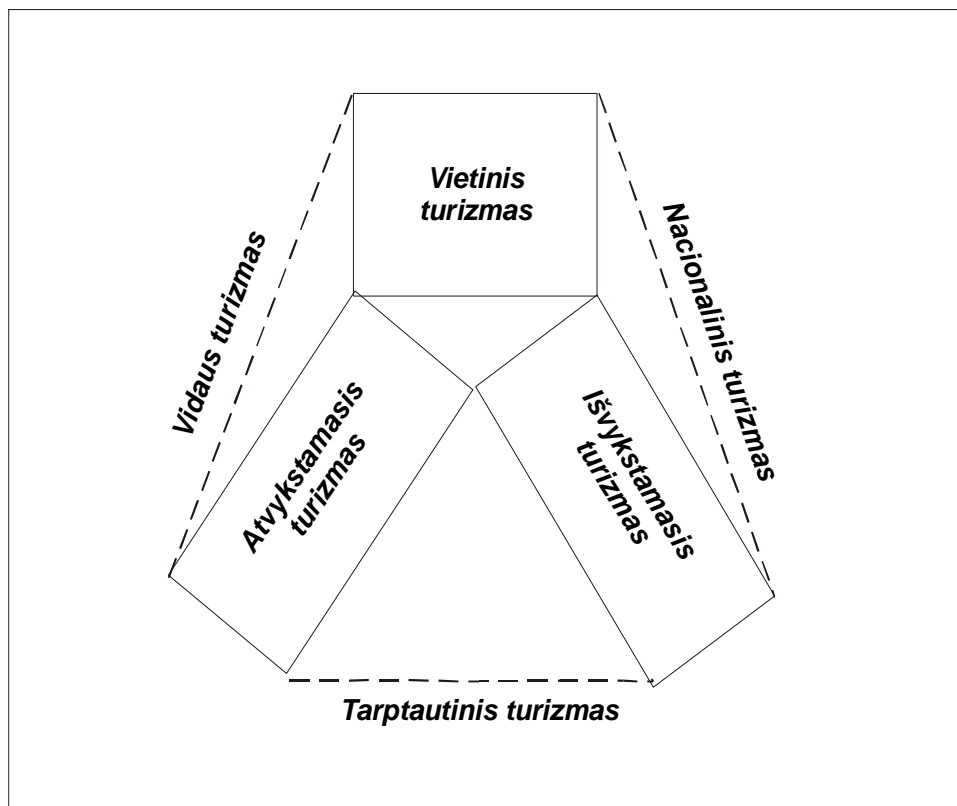 Vietinis
turizmas
Vidaus turizmas
Nacionalinis turizmas
Atvykstamasis
turizmas
Išvykstamasis
turizmas
Tarptautinis turizmas